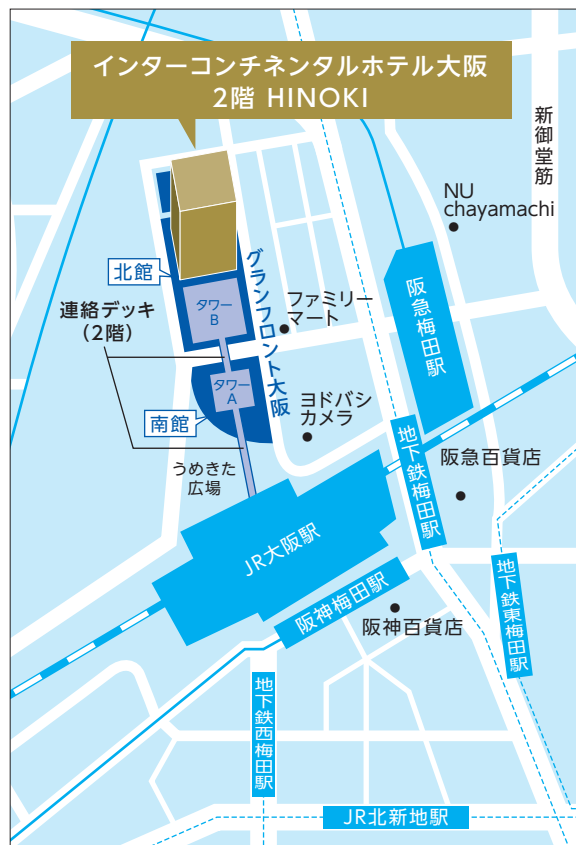 インターコンチネンタルホテル大阪
2階 HINOKI
新御堂筋
NU
chayamachi
北館
グランフロント大阪
タワー
B
連絡デッキ
（2階）
ファミリー
マート
阪急梅田駅
タワー
A
南館
ヨドバシ
カメラ
うめきた
広場
地下鉄梅田駅
阪急百貨店
JR大阪駅
阪神梅田駅
阪神百貨店
地下鉄東梅田駅
地下鉄西梅田駅
JR北新地駅